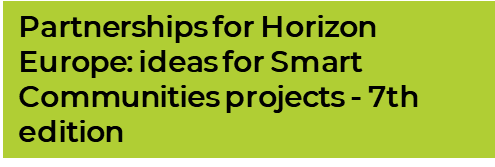 Partnerships for Horizon
Europe: ideas for Smart
Communities projects - 7th
edition